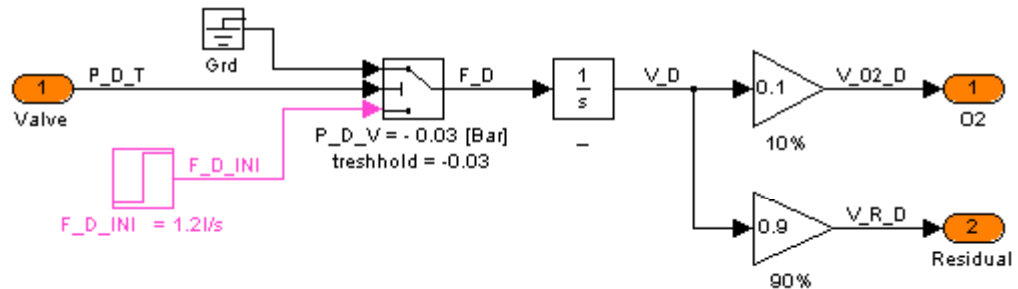 Grd
1
Valve
P_D_T
F_D
1
s
V_D
0.1
V_O2_D
1
O2
P_D_V = - 0.03 [Bar]
treshhold = -0.03
_
10%
F_D_INI
F_D_INI = 1.2l/s
0.9
V_R_D
2
Residual
90%